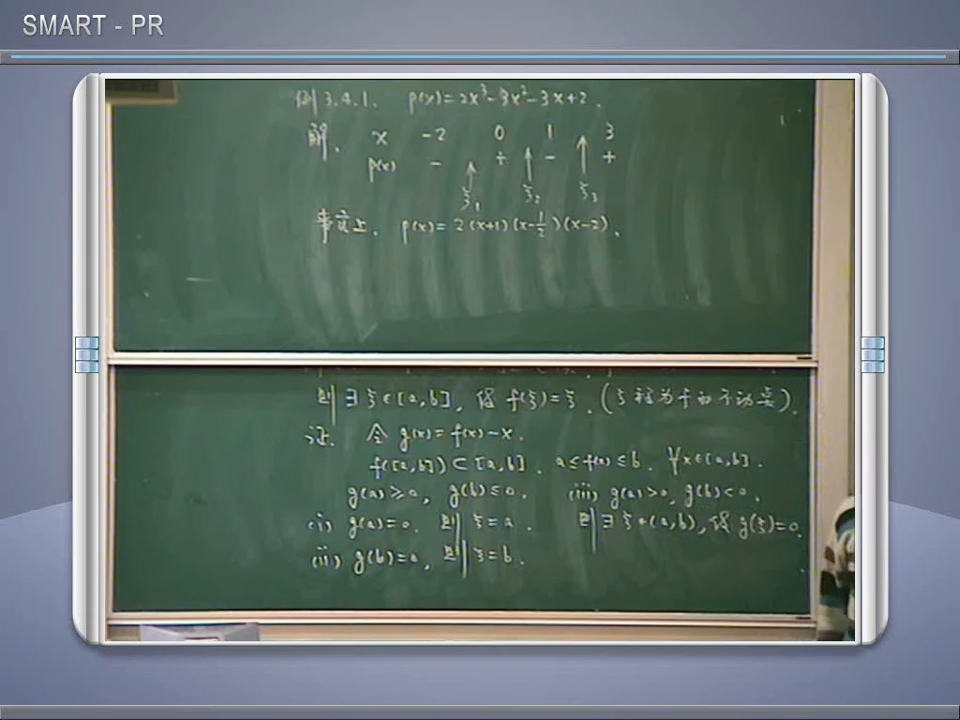 SMART - PR
例 3.4.1. p(x)=2x³-3x²-3x+2.
解. x -2 0 1 3
p(x) - + - +
ξ₁ ξ₂ ξ₃
事实上. p(x)=2(x+1)(x-1/2)(x-2).
则 ∃ ξ∈[a,b], 使 f(ξ)=ξ. (ξ 称为 f 的不动点).
证. 令 g(x)=f(x)-x.
f([a,b])⊂[a,b]. a≤f(x)≤b. ∀x∈[a,b].
g(a)≥0, g(b)≤0. (iii) g(a)>0, g(b)<0.
(i) g(a)=0. 则 ξ=a. 则 ∃ ξ∈(a,b), 使 g(ξ)=0.
(ii) g(b)=0, 则 ξ=b.